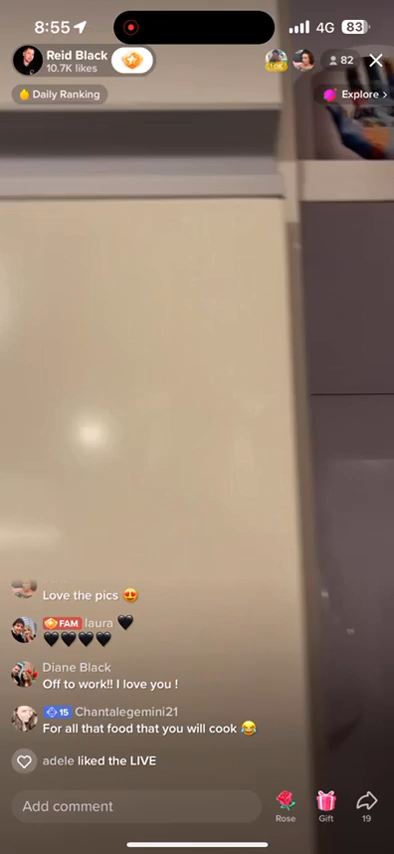 8:55
4G
83
Reid Black
10.7K likes
82
Daily Ranking
Explore >
Love the pics 😍
FAM laura 🖤
🖤🖤🖤🖤
Diane Black
Off to work!! I love you !
15 Chantalegemini21
For all that food that you will cook 😂
adele liked the LIVE
Add comment
Rose
Gift
19